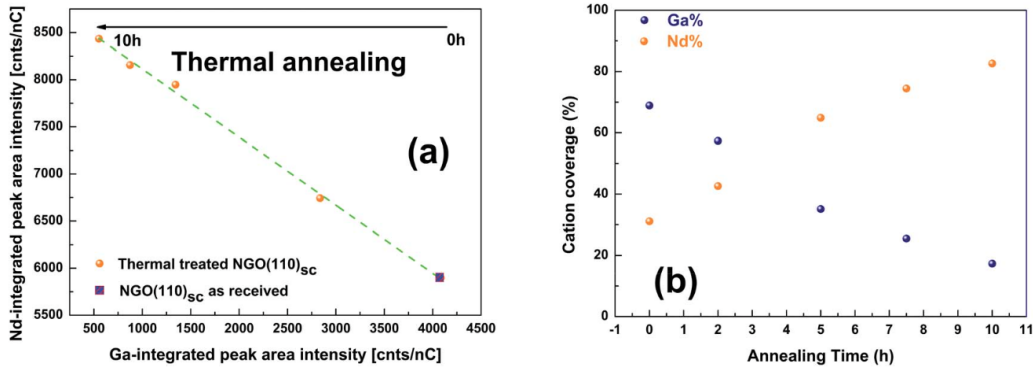 10h
0h
Thermal annealing
(a)
Thermal treated NGO(110)sc
NGO(110)sc as received
Nd-integrated peak area intensity [cnts/nC]
8500
8000
7500
7000
6500
6000
5500
500 1000 1500 2000 2500 3000 3500 4000 4500
Ga-integrated peak area intensity [cnts/nC]
Ga%
Nd%
(b)
Cation coverage (%)
100
80
60
40
20
0
-1 0 1 2 3 4 5 6 7 8 9 10 11
Annealing Time (h)